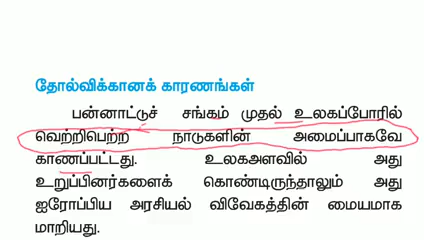 தோல்விக்கானக் காரணங்கள்
பன்னாட்டுச் சங்கம் முதல் உலகப்போரில்
வெற்றிபெற்ற நாடுகளின் அமைப்பாகவே
காணப்பட்டது. உலகஅளவில் அது
உறுப்பினர்களைக் கொண்டிருந்தாலும் அது
ஐரோப்பிய அரசியல் விவேகத்தின் மையமாக
மாறியது.